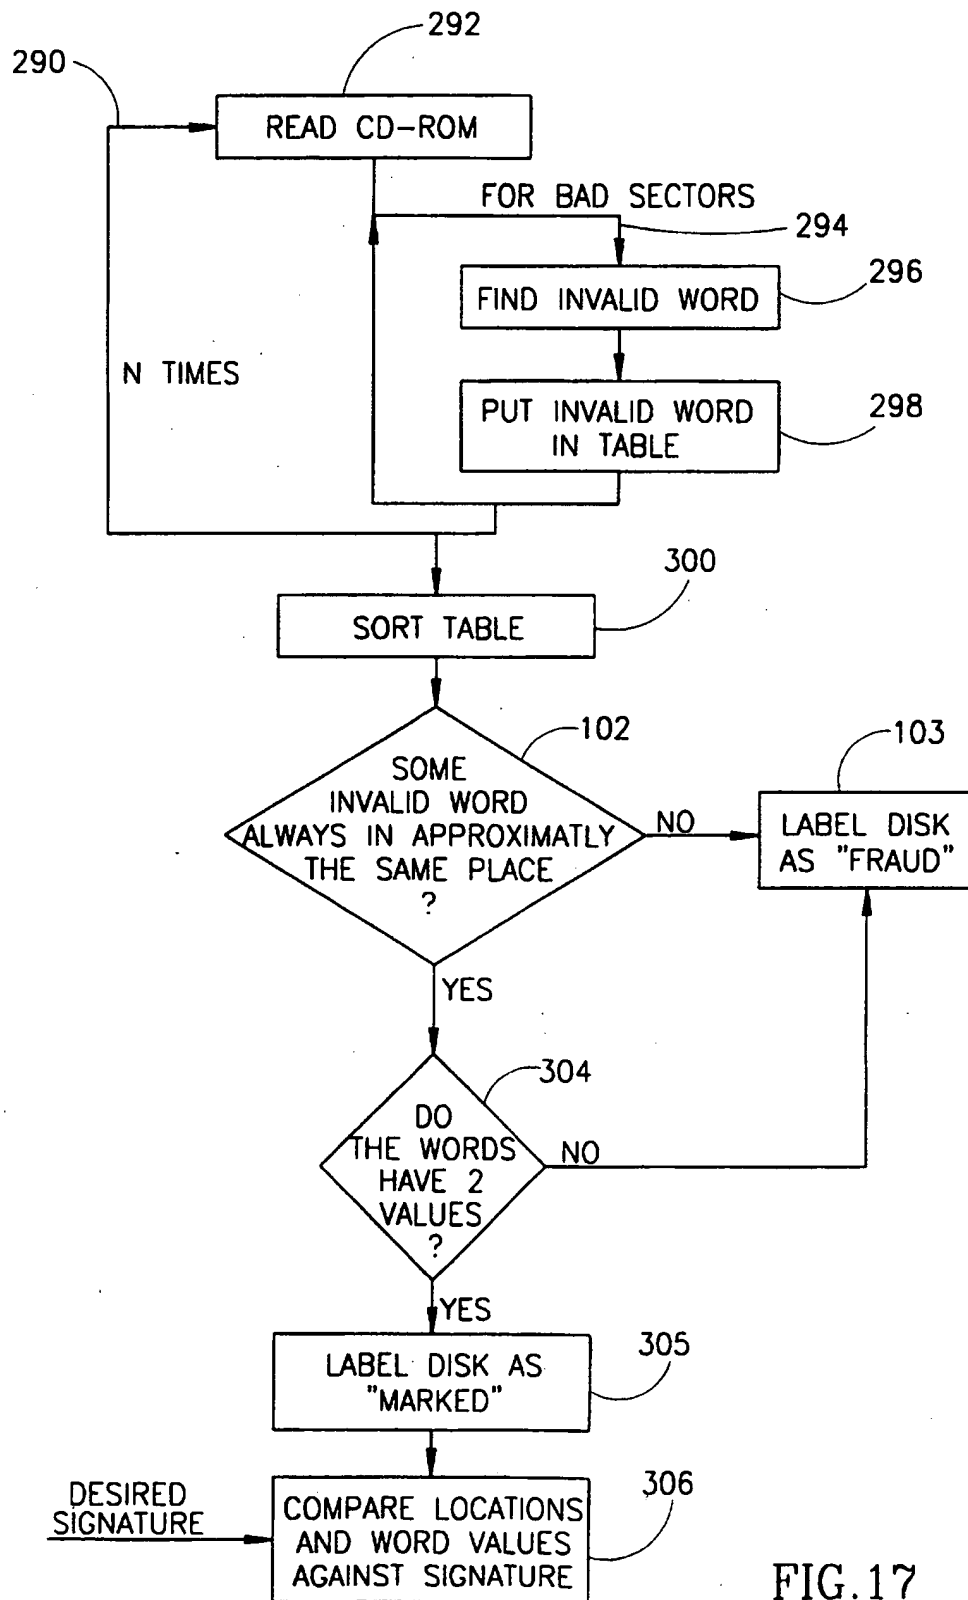 292
290
READ CD-ROM
FOR BAD SECTORS
294
296
FIND INVALID WORD
N TIMES
PUT INVALID WORD
IN TABLE
298
300
SORT TABLE
102
103
SOME
INVALID WORD
ALWAYS IN APPROXIMATLY
THE SAME PLACE
?
NO
LABEL DISK
AS "FRAUD"
YES
304
DO
THE WORDS
HAVE 2
VALUES
?
NO
YES
305
LABEL DISK AS
"MARKED"
306
DESIRED
SIGNATURE
COMPARE LOCATIONS
AND WORD VALUES
AGAINST SIGNATURE
FIG.17